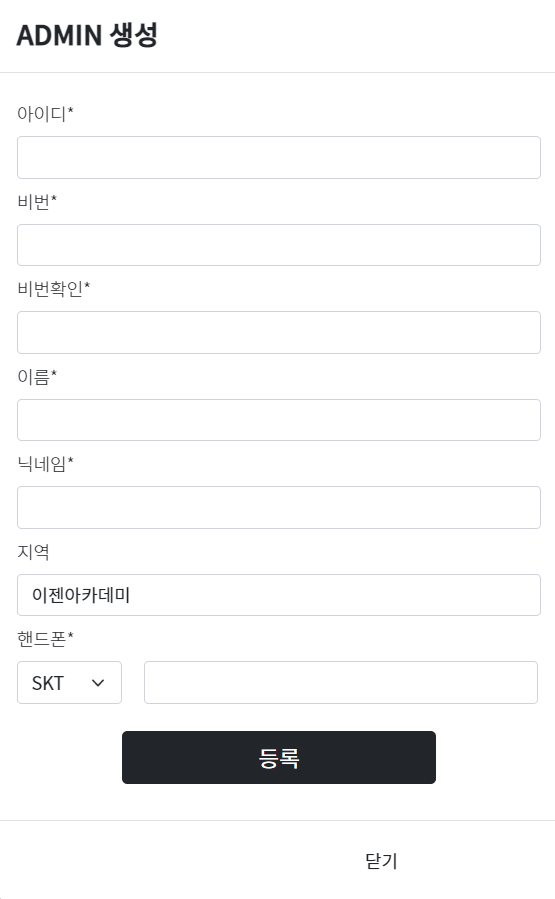 ADMIN 생성
아이디*
비번*
비번확인*
이름*
닉네임*
지역
이젠아카데미
핸드폰*
SKT
등록
닫기